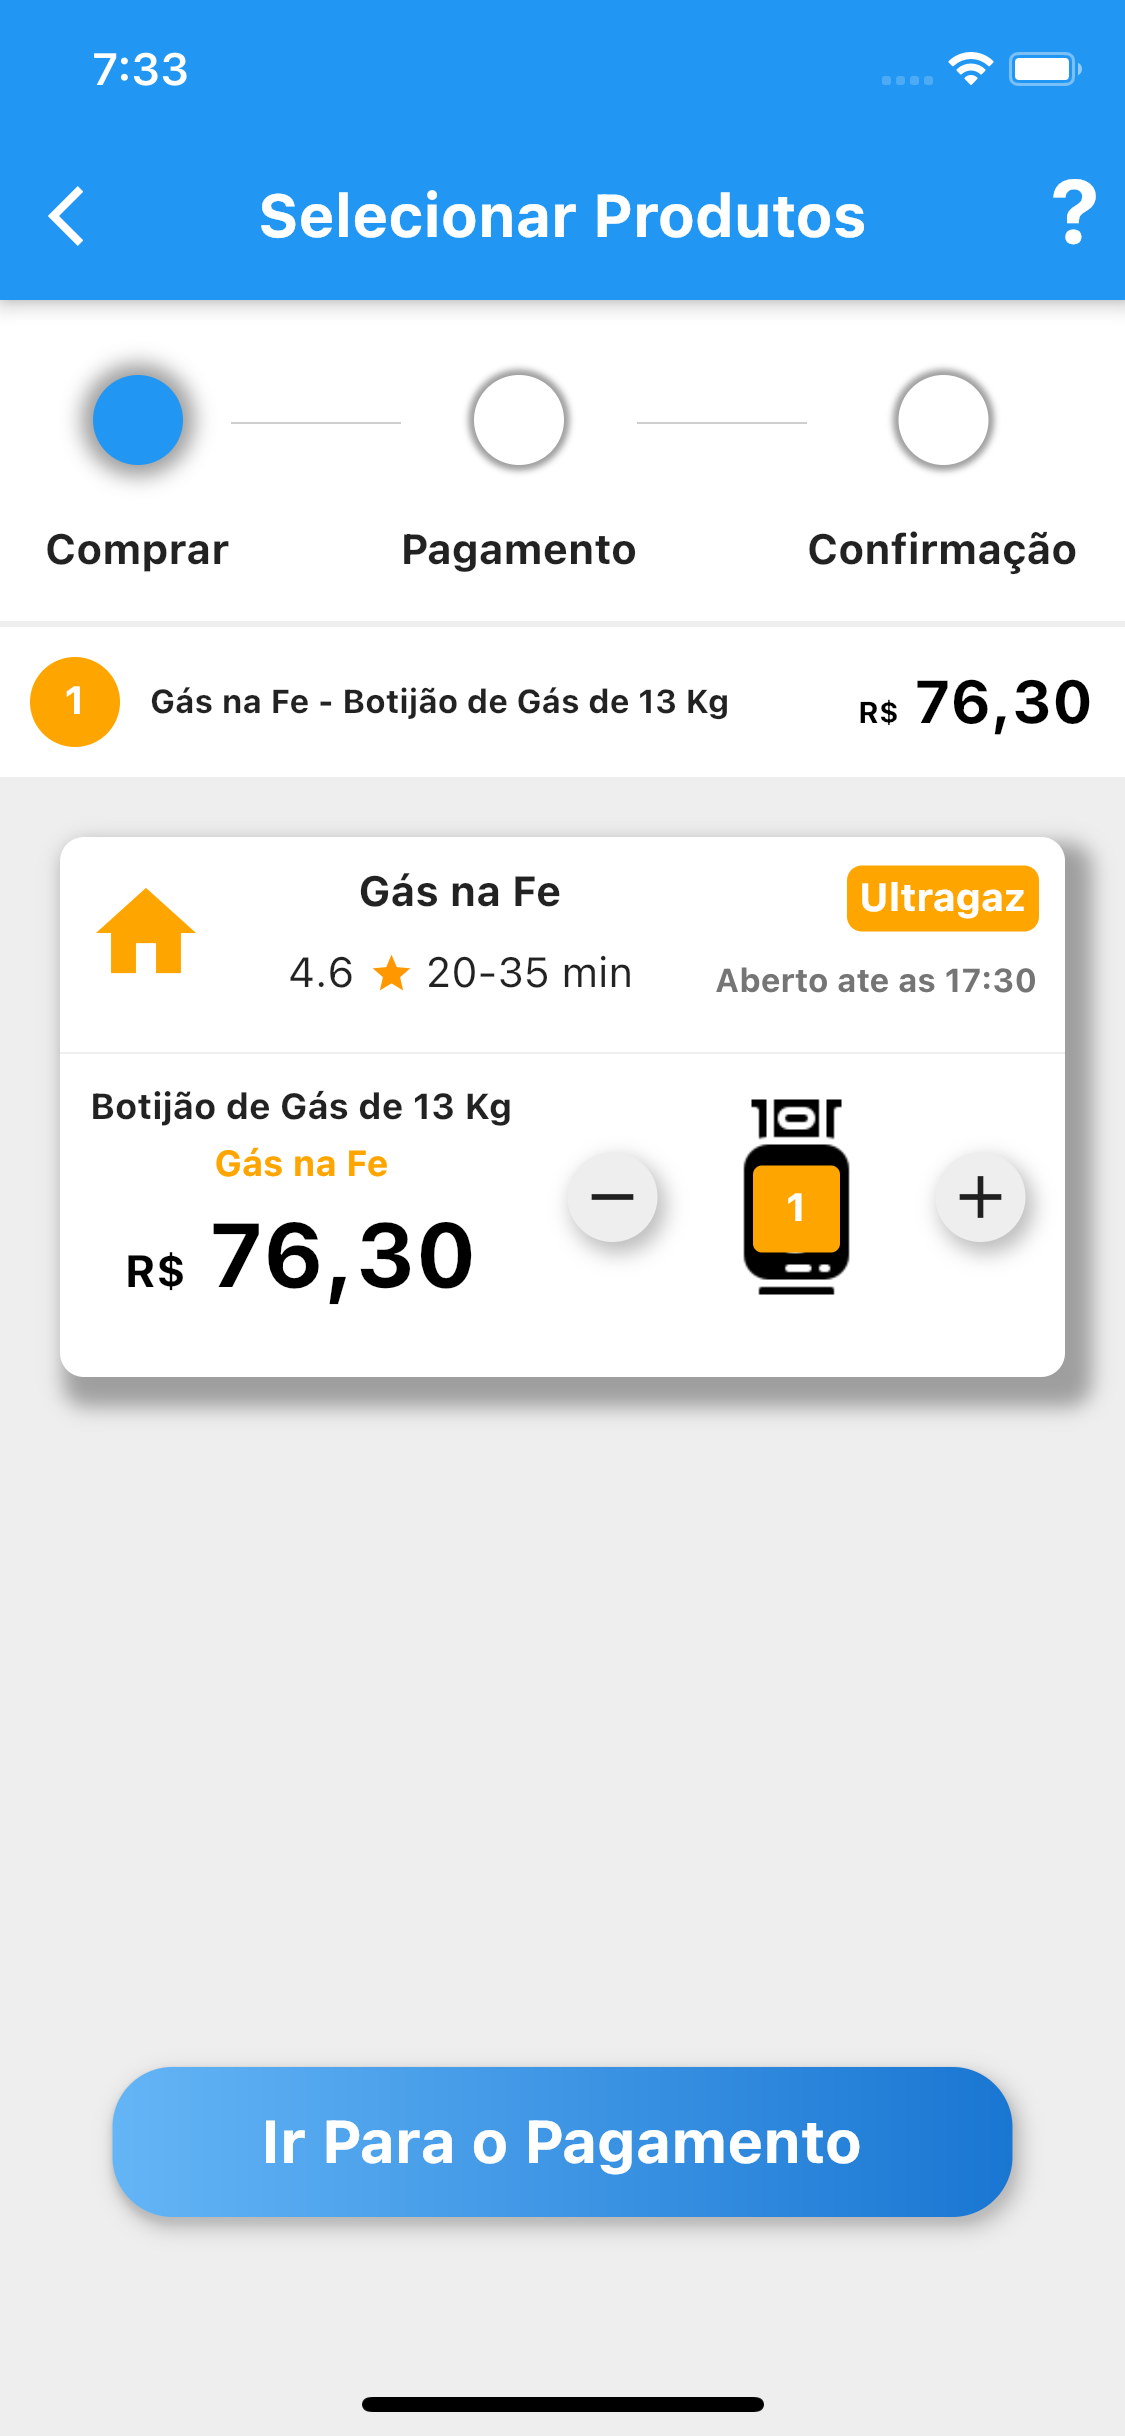 7:33
Selecionar Produtos ?
Comprar Pagamento Confirmação
1 Gás na Fe - Botijão de Gás de 13 Kg R$ 76,30
Gás na Fe Ultragaz
4.6 20-35 min Aberto ate as 17:30
Botijão de Gás de 13 Kg
Gás na Fe
R$ 76,30
1
Ir Para o Pagamento